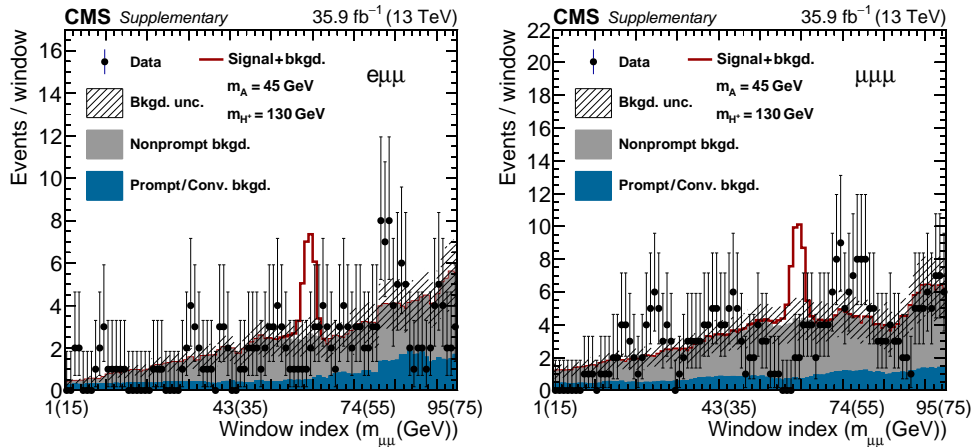 CMS Supplementary 35.9 fb⁻¹ (13 TeV)
Events / window
16
14
12
10
8
6
4
2
0
Data
Signal+bkgd.
eμμ
m_A = 45 GeV
Bkgd. unc.
m_H⁺ = 130 GeV
Nonprompt bkgd.
Prompt/Conv. bkgd.
1(15) 43(35) 74(55) 95(75)
Window index (m_μμ(GeV))
CMS Supplementary 35.9 fb⁻¹ (13 TeV)
Events / window
22
20
18
16
14
12
10
8
6
4
2
0
Data
Signal+bkgd.
μμμ
m_A = 45 GeV
Bkgd. unc.
m_H⁺ = 130 GeV
Nonprompt bkgd.
Prompt/Conv. bkgd.
1(15) 43(35) 74(55) 95(75)
Window index (m_μμ(GeV))